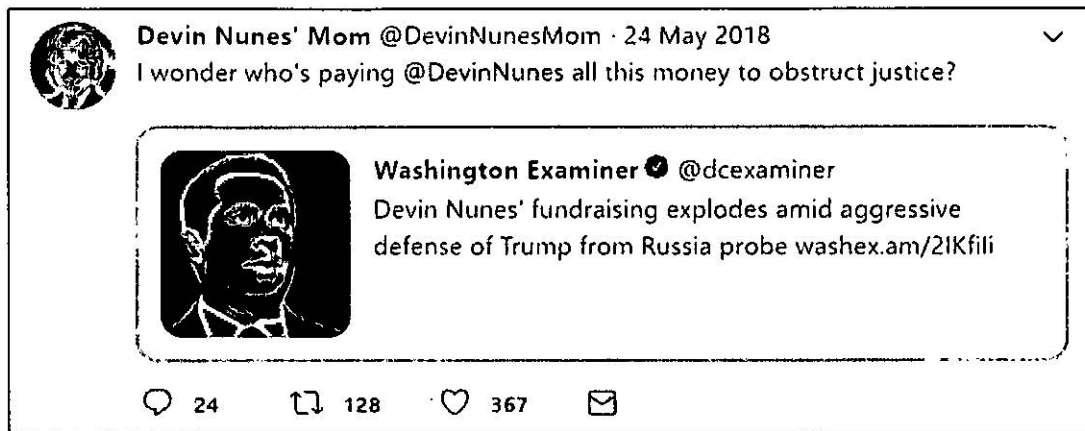 Devin Nunes' Mom @DevinNunesMom · 24 May 2018
I wonder who's paying @DevinNunes all this money to obstruct justice?
Washington Examiner @dcexaminer
Devin Nunes' fundraising explodes amid aggressive
defense of Trump from Russia probe washex.am/2IKfiIi
24 128 367